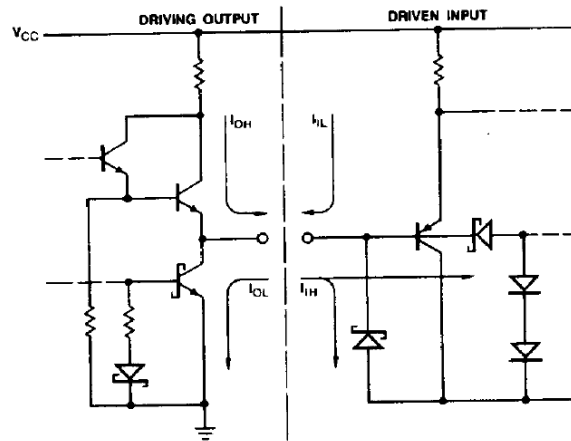 DRIVING OUTPUT
DRIVEN INPUT
VCC
IOH
IIL
IOL
IIH